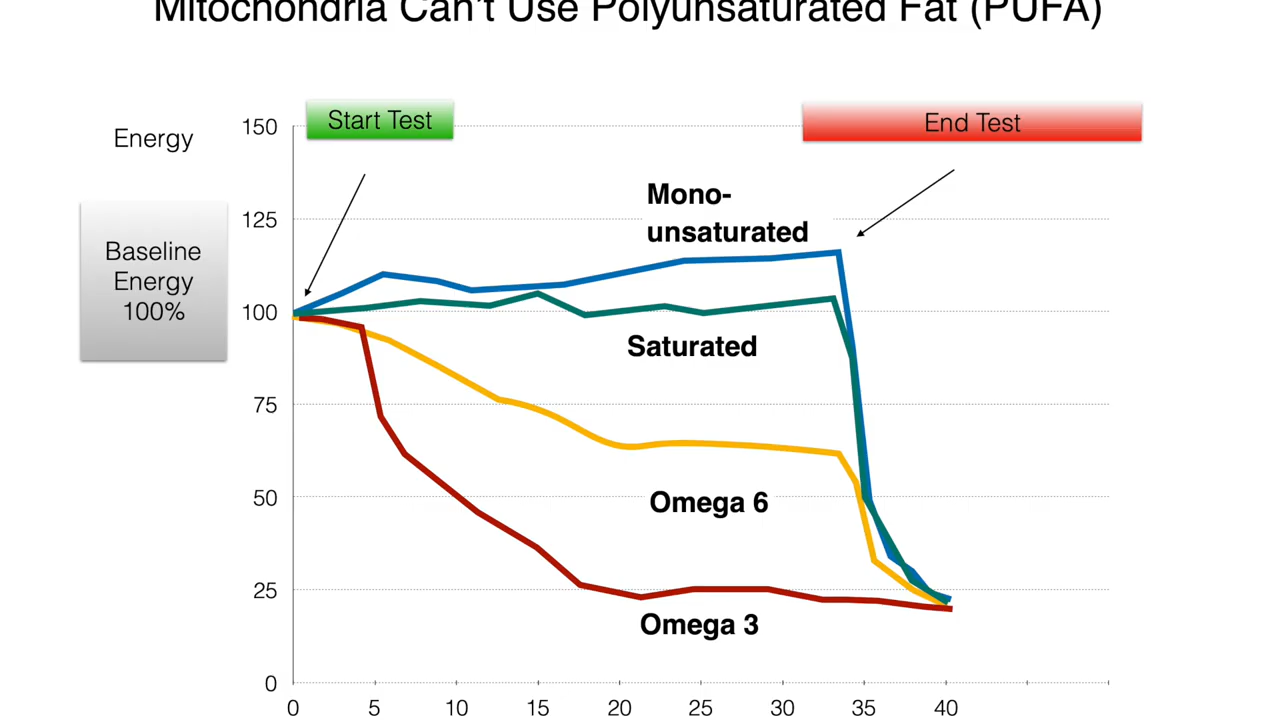 Mitochondria Can't Use Polyunsaturated Fat (PUFA)
Start Test
End Test
Energy
150
Mono-
unsaturated
125
Baseline
Energy
100%
100
Saturated
75
50
Omega 6
25
Omega 3
0
0 5 10 15 20 25 30 35 40